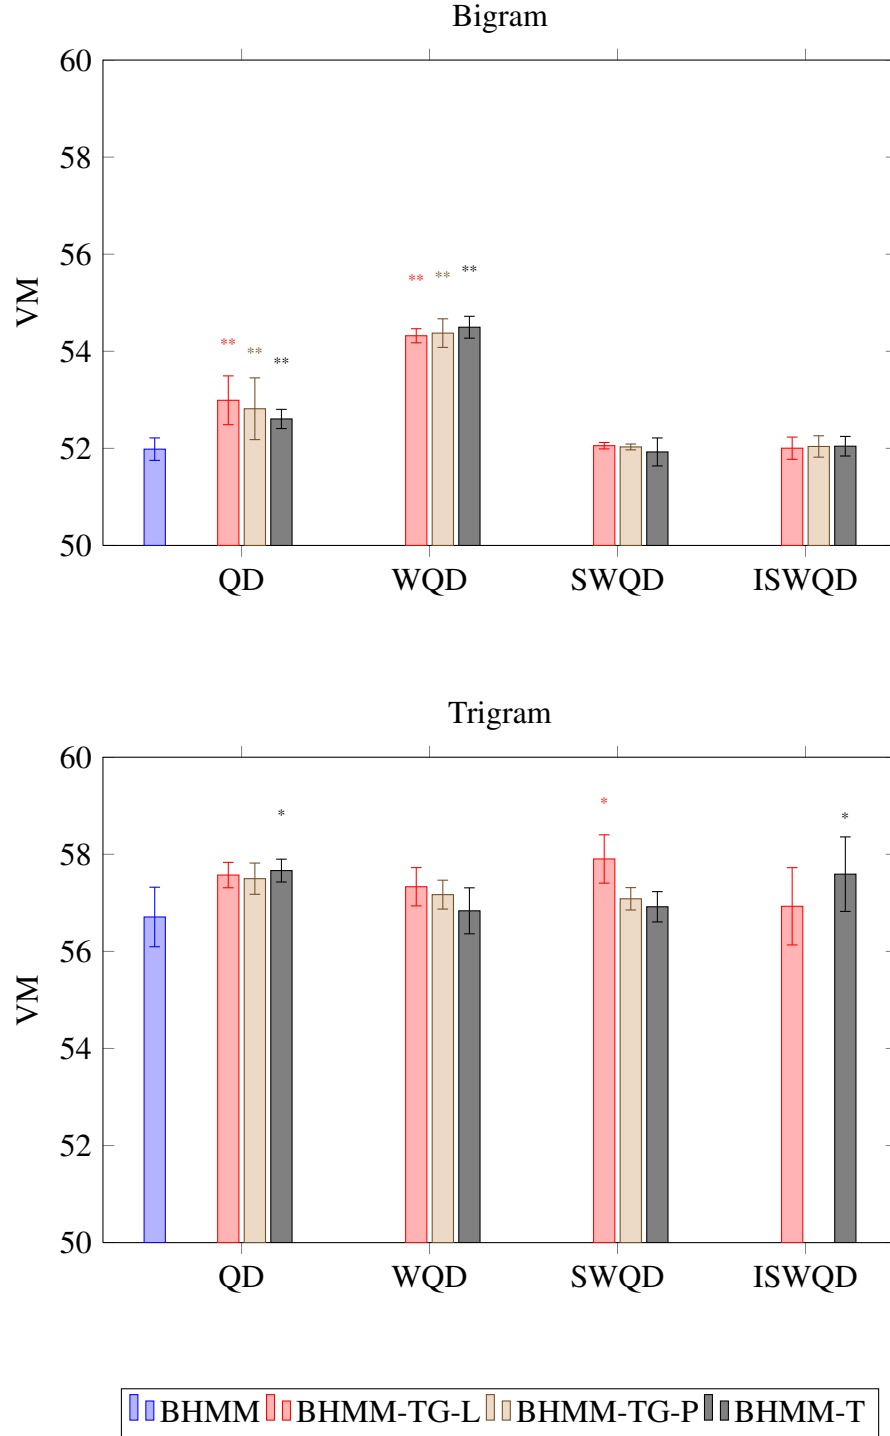 Bigram
60
58
56
54
52
50
VM
** ** **
** ** **
QD WQD SWQD ISWQD
Trigram
60
58
56
54
52
50
VM
* * *
QD WQD SWQD ISWQD
BHMM BHMM-TG-L BHMM-TG-P BHMM-T